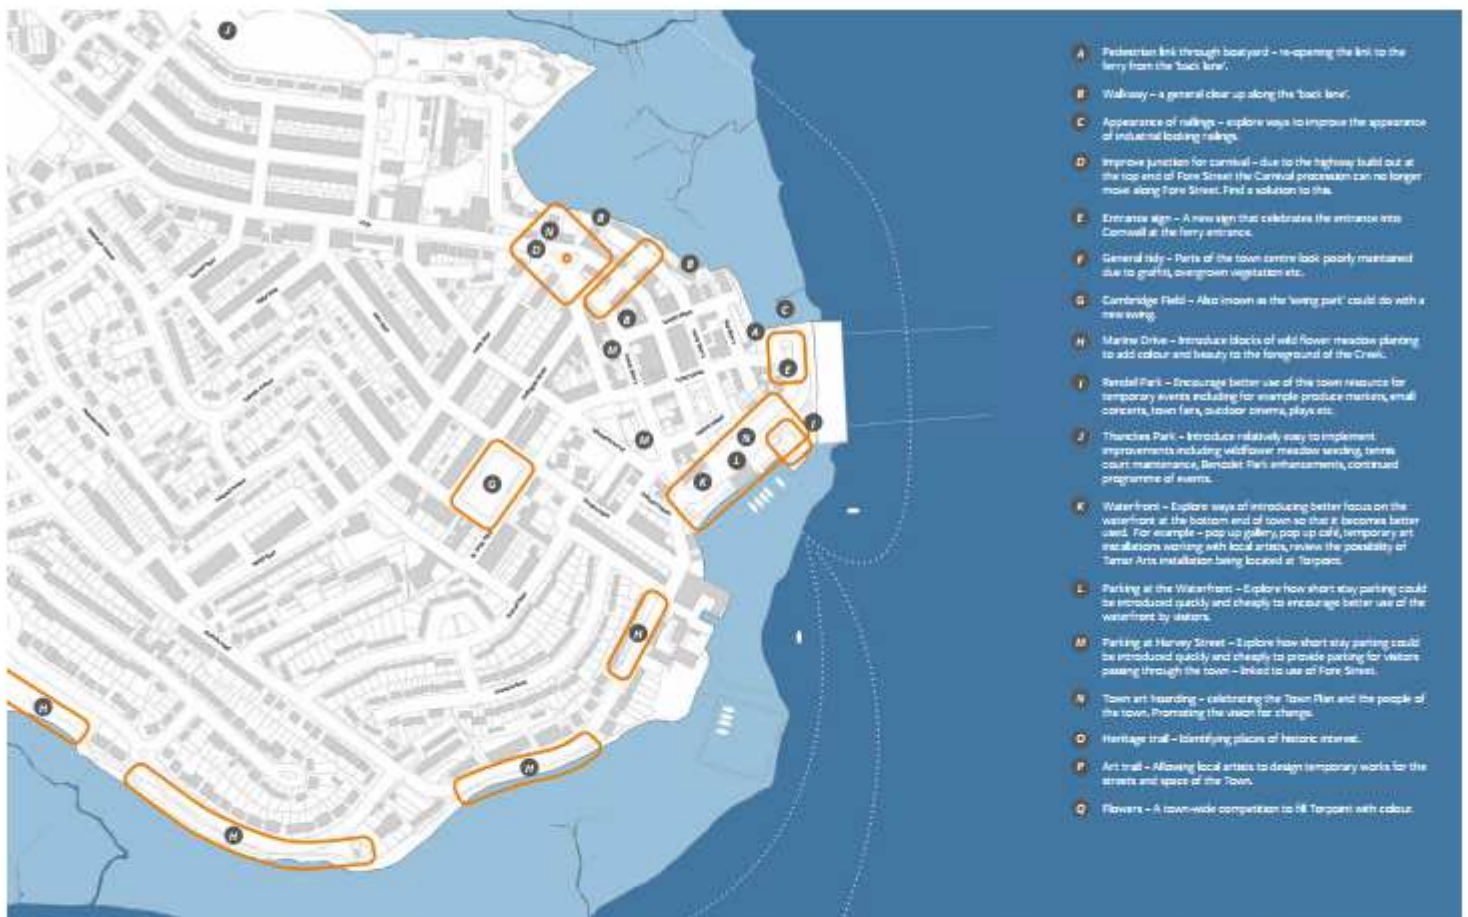 A Pedestrian link through boatyard – re-opening the link to the
ferry from the 'back lane'.
B Walkway – a general clear up along the 'back lane'.
C Appearance of railings – explore ways to improve the appearance
of industrial looking railings.
D Improve junction for carnival – due to the highway build out at
the top end of Fore Street the Carnival procession can no longer
move along Fore Street. Find a solution to this.
E Entrance sign – A new sign that celebrates the entrance into
Cornwall at the ferry entrance.
F General tidy – Parts of the town centre look poorly maintained
due to graffiti, overgrown vegetation etc.
G Cambridge Field – Also known as the 'swing park' could do with a
new swing.
H Marine Drive – Introduce blocks of wild flower meadow planting
to add colour and beauty to the foreground of the Creek.
I Rendel Park – Encourage better use of this town resource for
temporary events including for example produce markets, small
concerts, town fairs, outdoor cinema, plays etc.
J Thanckes Park – Introduce relatively easy to implement
improvements including wildflower meadow seeding, tennis
court maintenance, Benodet Park enhancements, continued
programme of events.
K Waterfront – Explore ways of introducing better focus on the
waterfront at the bottom end of town so that it becomes better
used. For example – pop up gallery, pop up café, temporary art
installations working with local artists, review the possibility of
Tamar Arts installation being located at Torpoint.
L Parking at the Waterfront – Explore how short stay parking could
be introduced quickly and cheaply to encourage better use of the
waterfront by visitors.
M Parking at Harvey Street – Explore how short stay parking could
be introduced quickly and cheaply to provide parking for visitors
passing through the town – linked to use of Fore Street.
N Town art hoarding – celebrating the Town Plan and the people of
the town. Promoting the vision for change.
O Heritage trail – Identifying places of historic interest.
P Art trail – Allowing local artists to design temporary works for the
streets and space of the Town.
Q Flowers – A town-wide competition to fill Torpoint with colour.
J
B
N
D
B
B
C
A
M
E
I
N
M
L
K
G
H
H
H
H